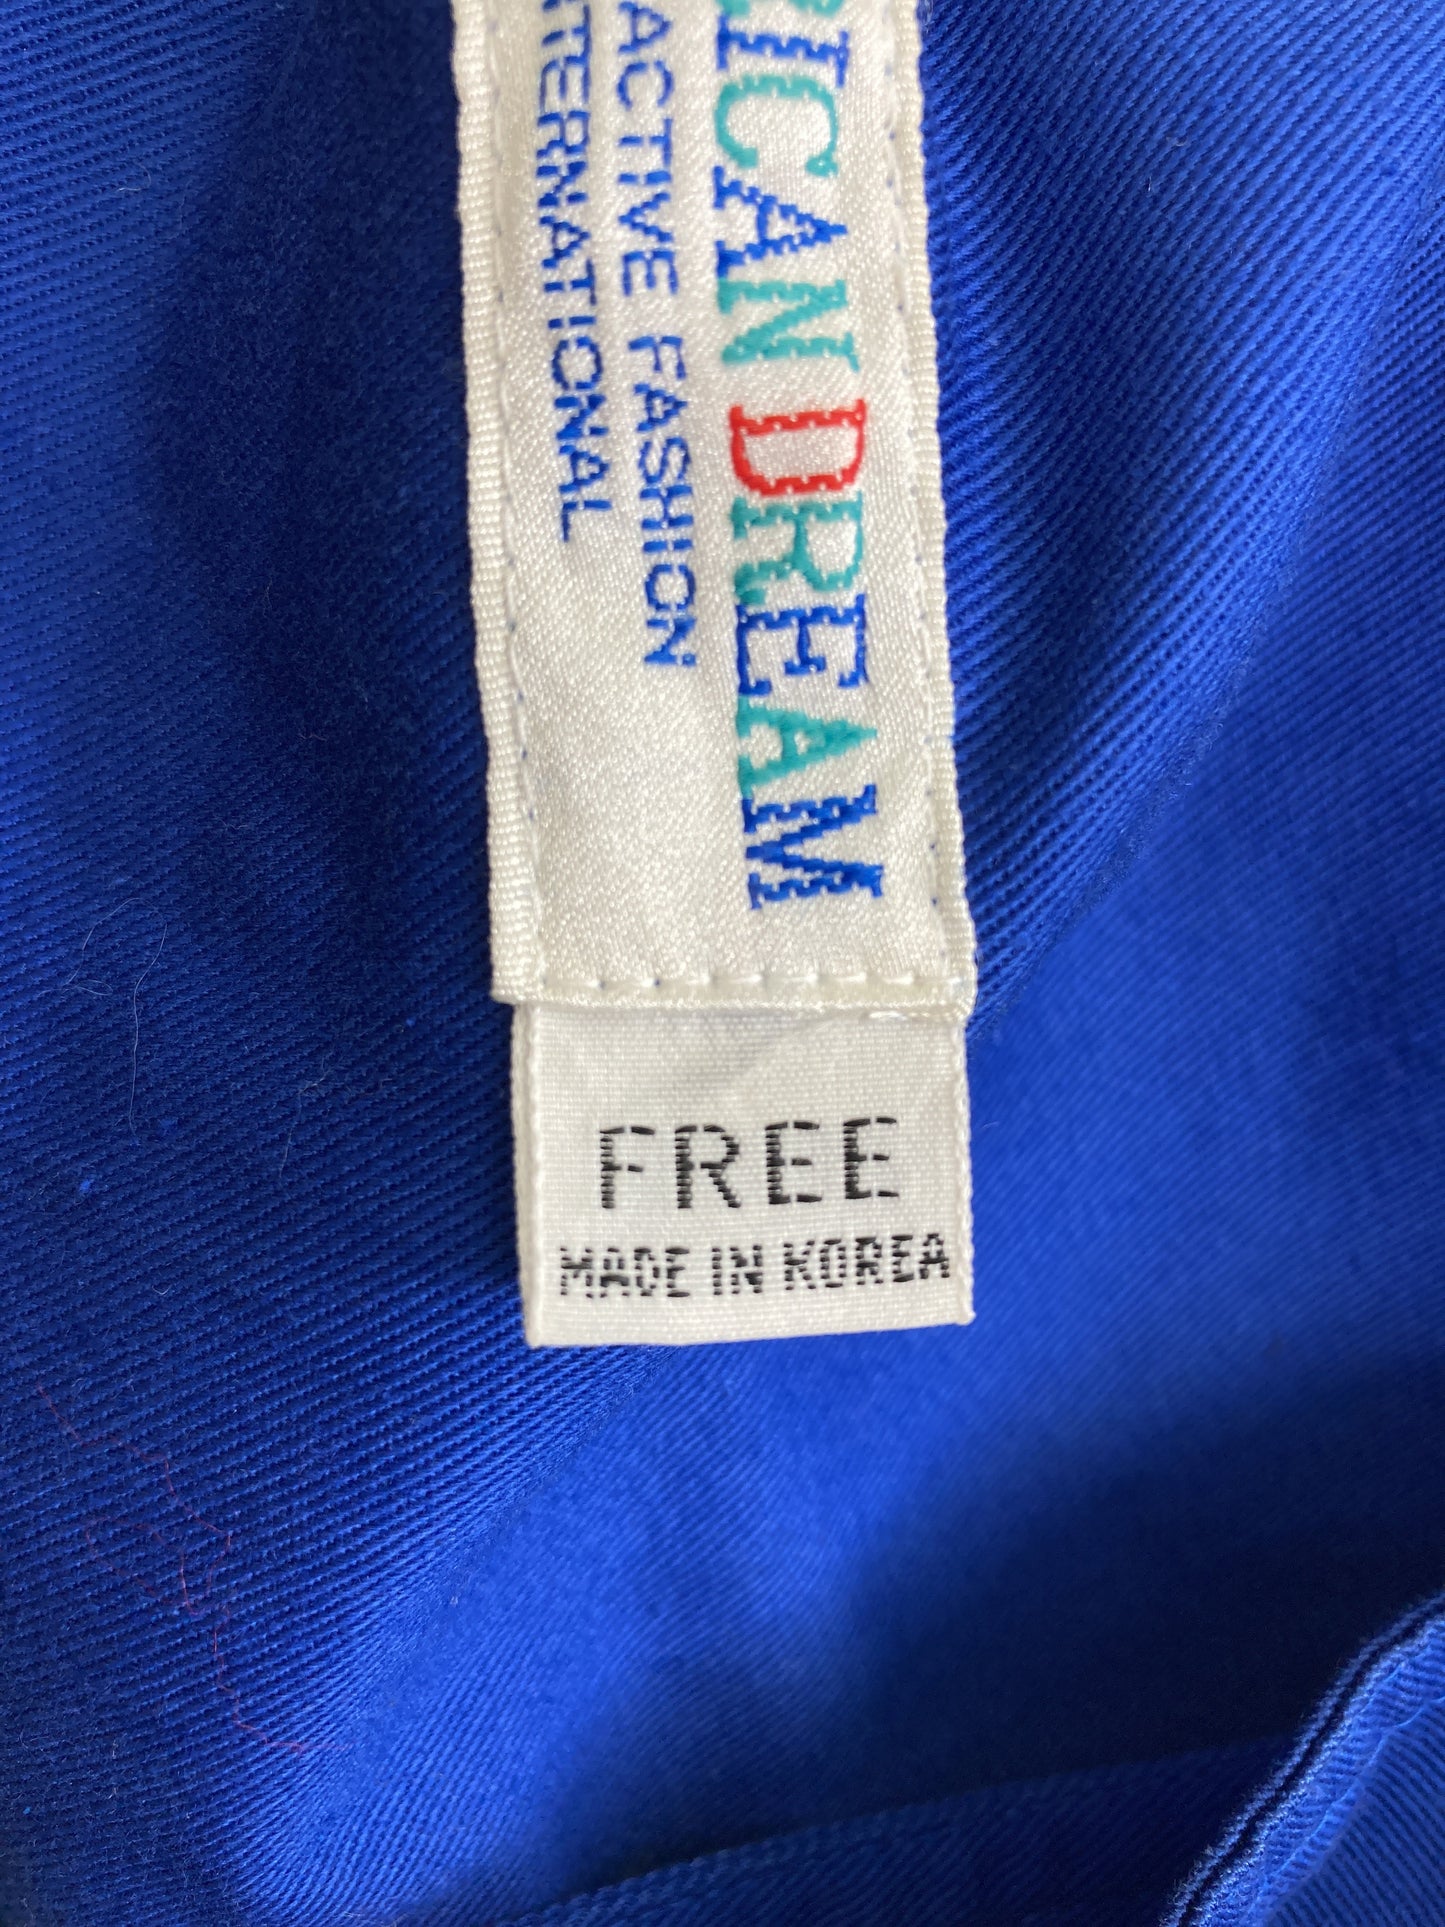 RICAN DREAM
ACTIVE FASHION
TERNATIONAL
FREE
MADE IN KOREA